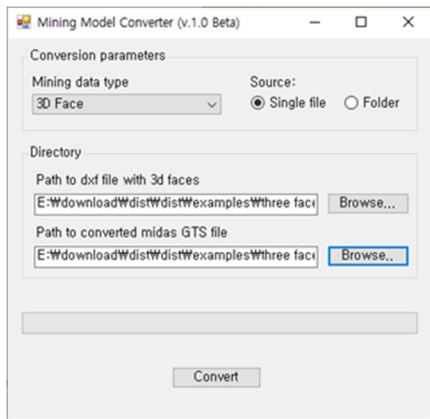 Mining Model Converter (v.1.0 Beta)
Conversion parameters
Mining data type
Source:
3D Face
Single file
Folder
Directory
Path to dxf file with 3d faces
E:₩download₩dist₩dist₩examples₩three face
Browse...
Path to converted midas GTS file
E:₩download₩dist₩dist₩examples₩three face
Browse..
Convert